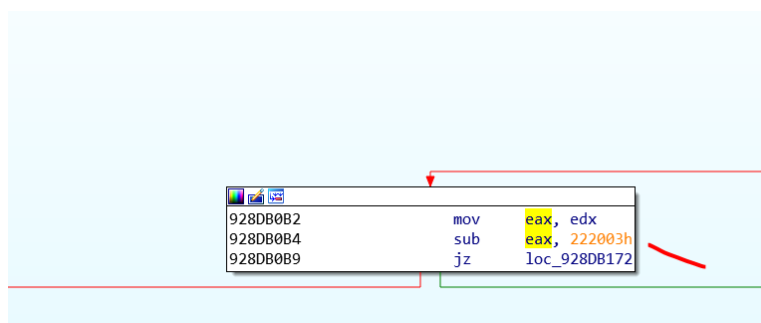 928DB0B2 mov eax, edx
928DB0B4 sub eax, 222003h
928DB0B9 jz loc_928DB172